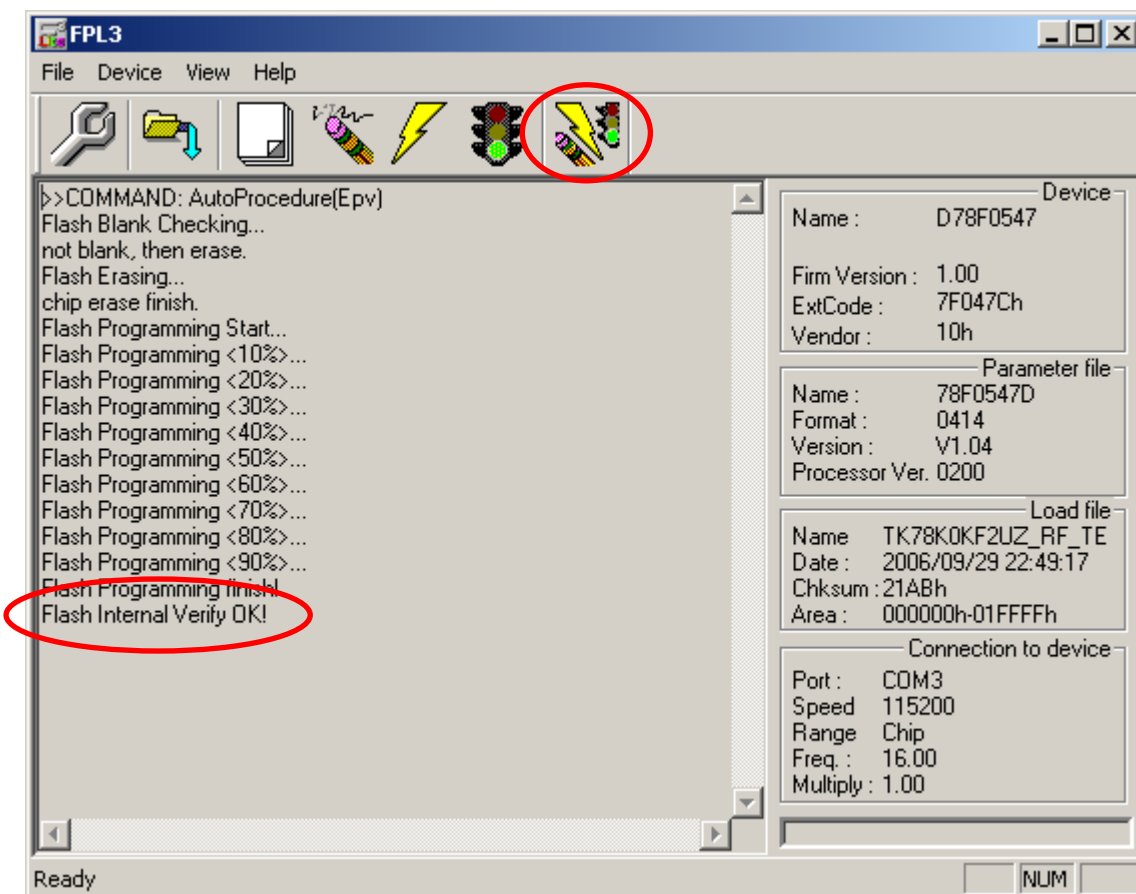 FPL3
File Device View Help
>>COMMAND: AutoProcedure(Epv)
Flash Blank Checking...
not blank, then erase.
Flash Erasing...
chip erase finish.
Flash Programming Start...
Flash Programming <10%>...
Flash Programming <20%>...
Flash Programming <30%>...
Flash Programming <40%>...
Flash Programming <50%>...
Flash Programming <60%>...
Flash Programming <70%>...
Flash Programming <80%>...
Flash Programming <90%>...
Flash Programming finish!
Flash Internal Verify OK!
Device
Name : D78F0547
Firm Version : 1.00
ExtCode : 7F047Ch
Vendor : 10h
Parameter file
Name : 78F0547D
Format : 0414
Version : V1.04
Processor Ver. 0200
Load file
Name TK78K0KF2UZ_RF_TE
Date : 2006/09/29 22:49:17
Chksum : 21ABh
Area : 000000h-01FFFFh
Connection to device
Port : COM3
Speed 115200
Range Chip
Freq. : 16.00
Multiply : 1.00
Ready
NUM